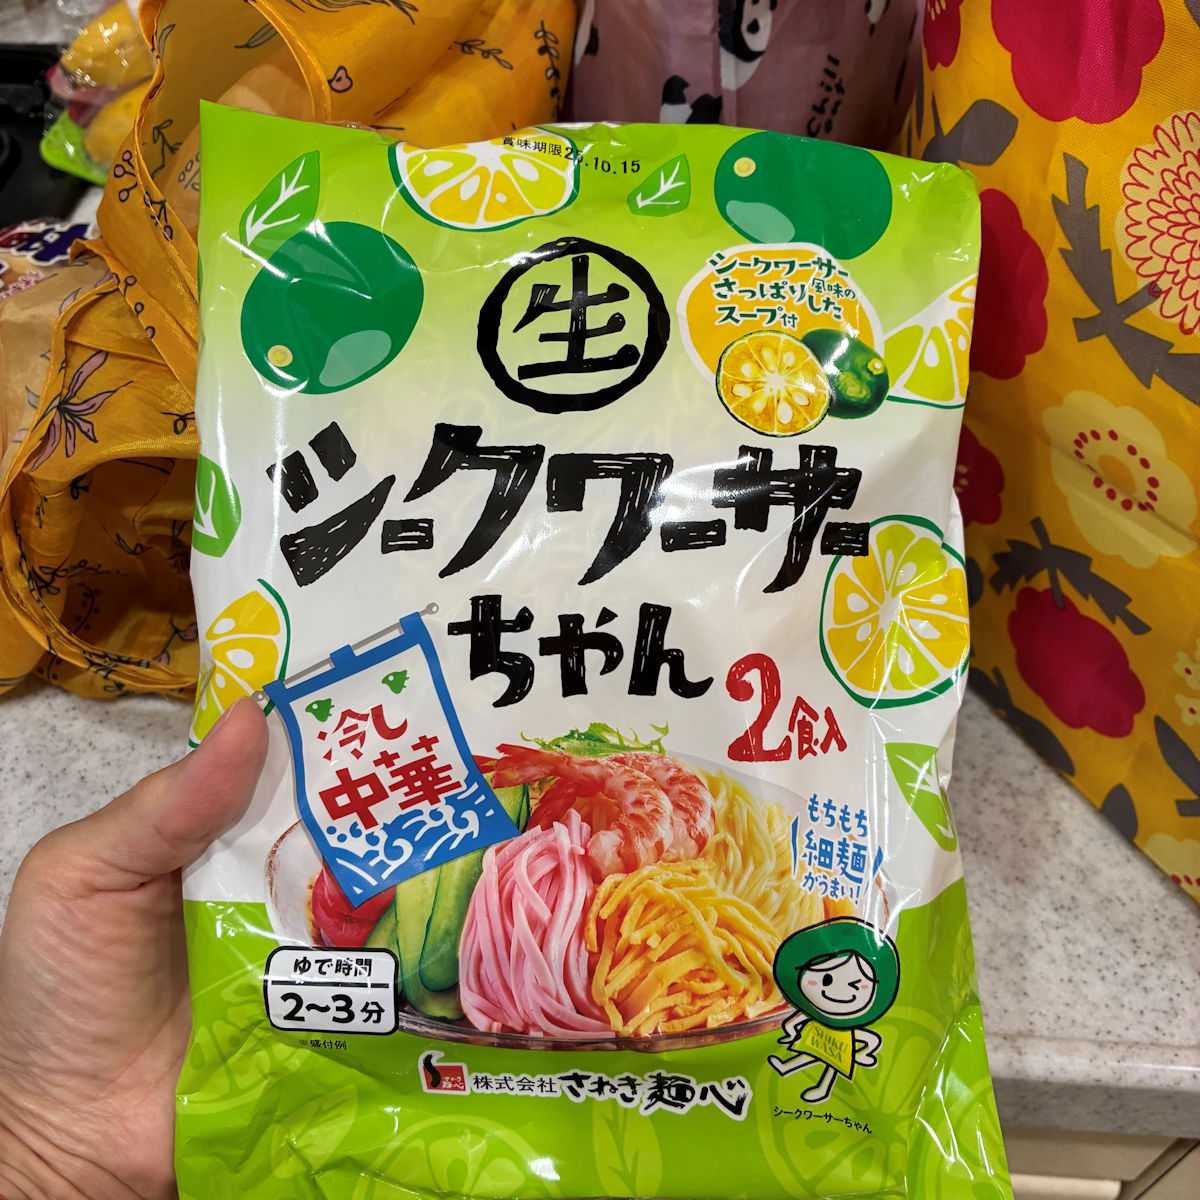 賞味期限25.10.15
生
シークワーサー
風味の
さっぱりした
スープ付
シークワーサー
ちゃん
2食入
冷し
中華
もちもち
細麺
がうまい!
ゆで時間
2〜3分
※盛付例
SHIKU
WASA
株式会社 さわき麺心
シークワーサーちゃん